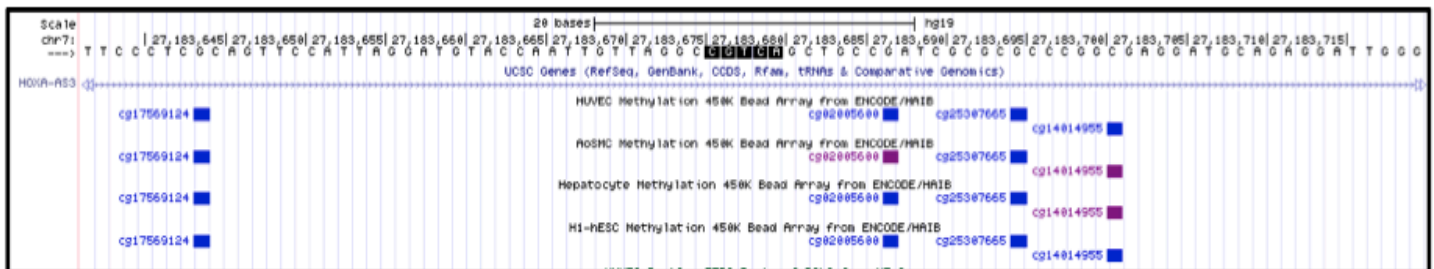 Scale 20 bases hg19
chr7: 27,183,645 27,183,650 27,183,655 27,183,660 27,183,665 27,183,670 27,183,675 27,183,680 27,183,685 27,183,690 27,183,695 27,183,700 27,183,705 27,183,710 27,183,715
---> T T C C C T C G C A G T T C C A T T A G G A T G T A C C A A T T G T T A G G C C G T C A G C T G C C G A T C G C G C C G C C G G C G A G G A T G C A G A G G A T T G G G
UCSC Genes (RefSeq, GenBank, CCDS, Rfam, tRNAs & Comparative Genomics)
HOXA-AS3
HUVEC Methylation 450K Bead Array from ENCODE/HAIB
cg17569124 cg02005600 cg25307665
cg14014955
AoSMC Methylation 450K Bead Array from ENCODE/HAIB
cg17569124 cg02005600 cg25307665
cg14014955
Hepatocyte Methylation 450K Bead Array from ENCODE/HAIB
cg17569124 cg02005600 cg25307665
cg14014955
H1-hESC Methylation 450K Bead Array from ENCODE/HAIB
cg17569124 cg02005600 cg25307665
cg14014955